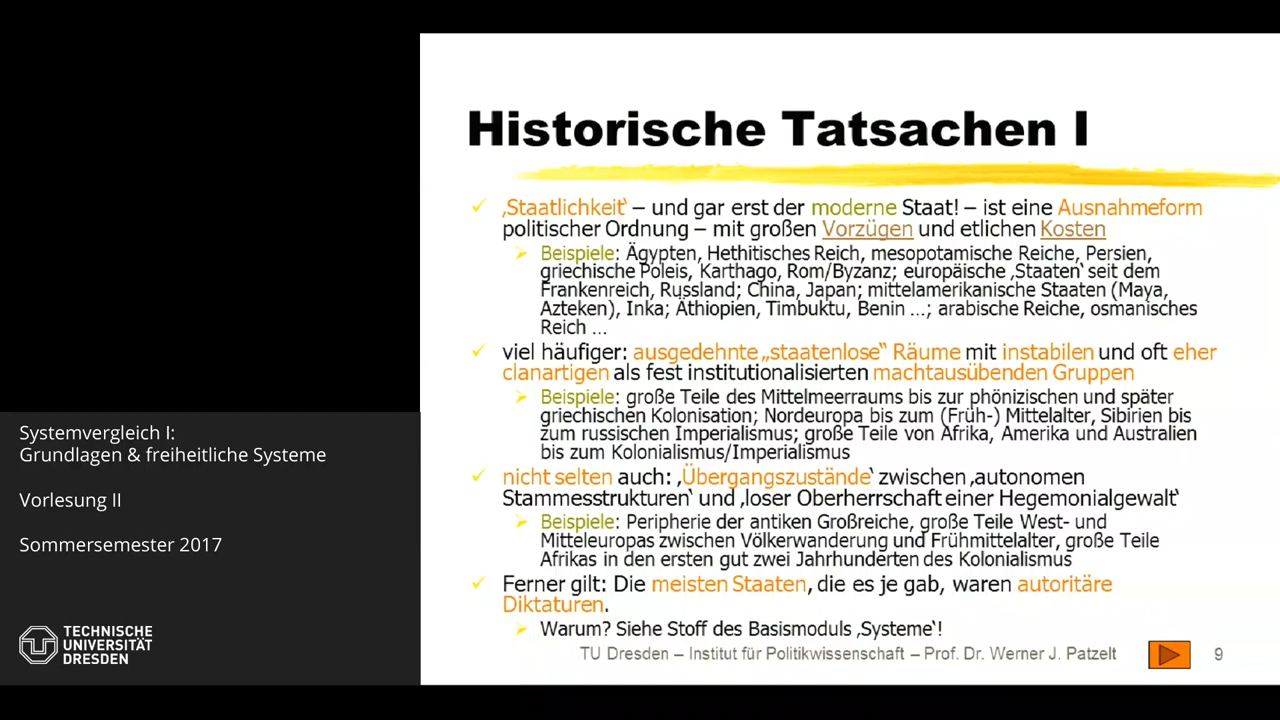 Historische Tatsachen I
‚Staatlichkeit‘ – und gar erst der moderne Staat! – ist eine Ausnahmeform
politischer Ordnung – mit großen Vorzügen und etlichen Kosten
Beispiele: Ägypten, Hethitisches Reich, mesopotamische Reiche, Persien,
griechische Poleis, Karthago, Rom/Byzanz; europäische ‚Staaten‘ seit dem
Frankenreich, Russland; China, Japan; mittelamerikanische Staaten (Maya,
Azteken), Inka; Äthiopien, Timbuktu, Benin ...; arabische Reiche, osmanisches
Reich ...
viel häufiger: ausgedehnte „staatenlose“ Räume mit instabilen und oft eher
clanartigen als fest institutionalisierten machtausübenden Gruppen
Beispiele: große Teile des Mittelmeerraums bis zur phönizischen und später
griechischen Kolonisation; Nordeuropa bis zum (Früh-) Mittelalter, Sibirien bis
zum russischen Imperialismus; große Teile von Afrika, Amerika und Australien
bis zum Kolonialismus/Imperialismus
nicht selten auch: ‚Übergangszustände‘ zwischen ‚autonomen
Stammesstrukturen‘ und ‚loser Oberherrschaft einer Hegemonialgewalt‘
Beispiele: Peripherie der antiken Großreiche, große Teile West- und
Mitteleuropas zwischen Völkerwanderung und Frühmittelalter, große Teile
Afrikas in den ersten gut zwei Jahrhunderten des Kolonialismus
Ferner gilt: Die meisten Staaten, die es je gab, waren autoritäre
Diktaturen.
Warum? Siehe Stoff des Basismoduls ‚Systeme‘!
TU Dresden – Institut für Politikwissenschaft – Prof. Dr. Werner J. Patzelt
9
Systemvergleich I:
Grundlagen & freiheitliche Systeme
Vorlesung II
Sommersemester 2017
TECHNISCHE
UNIVERSITÄT
DRESDEN